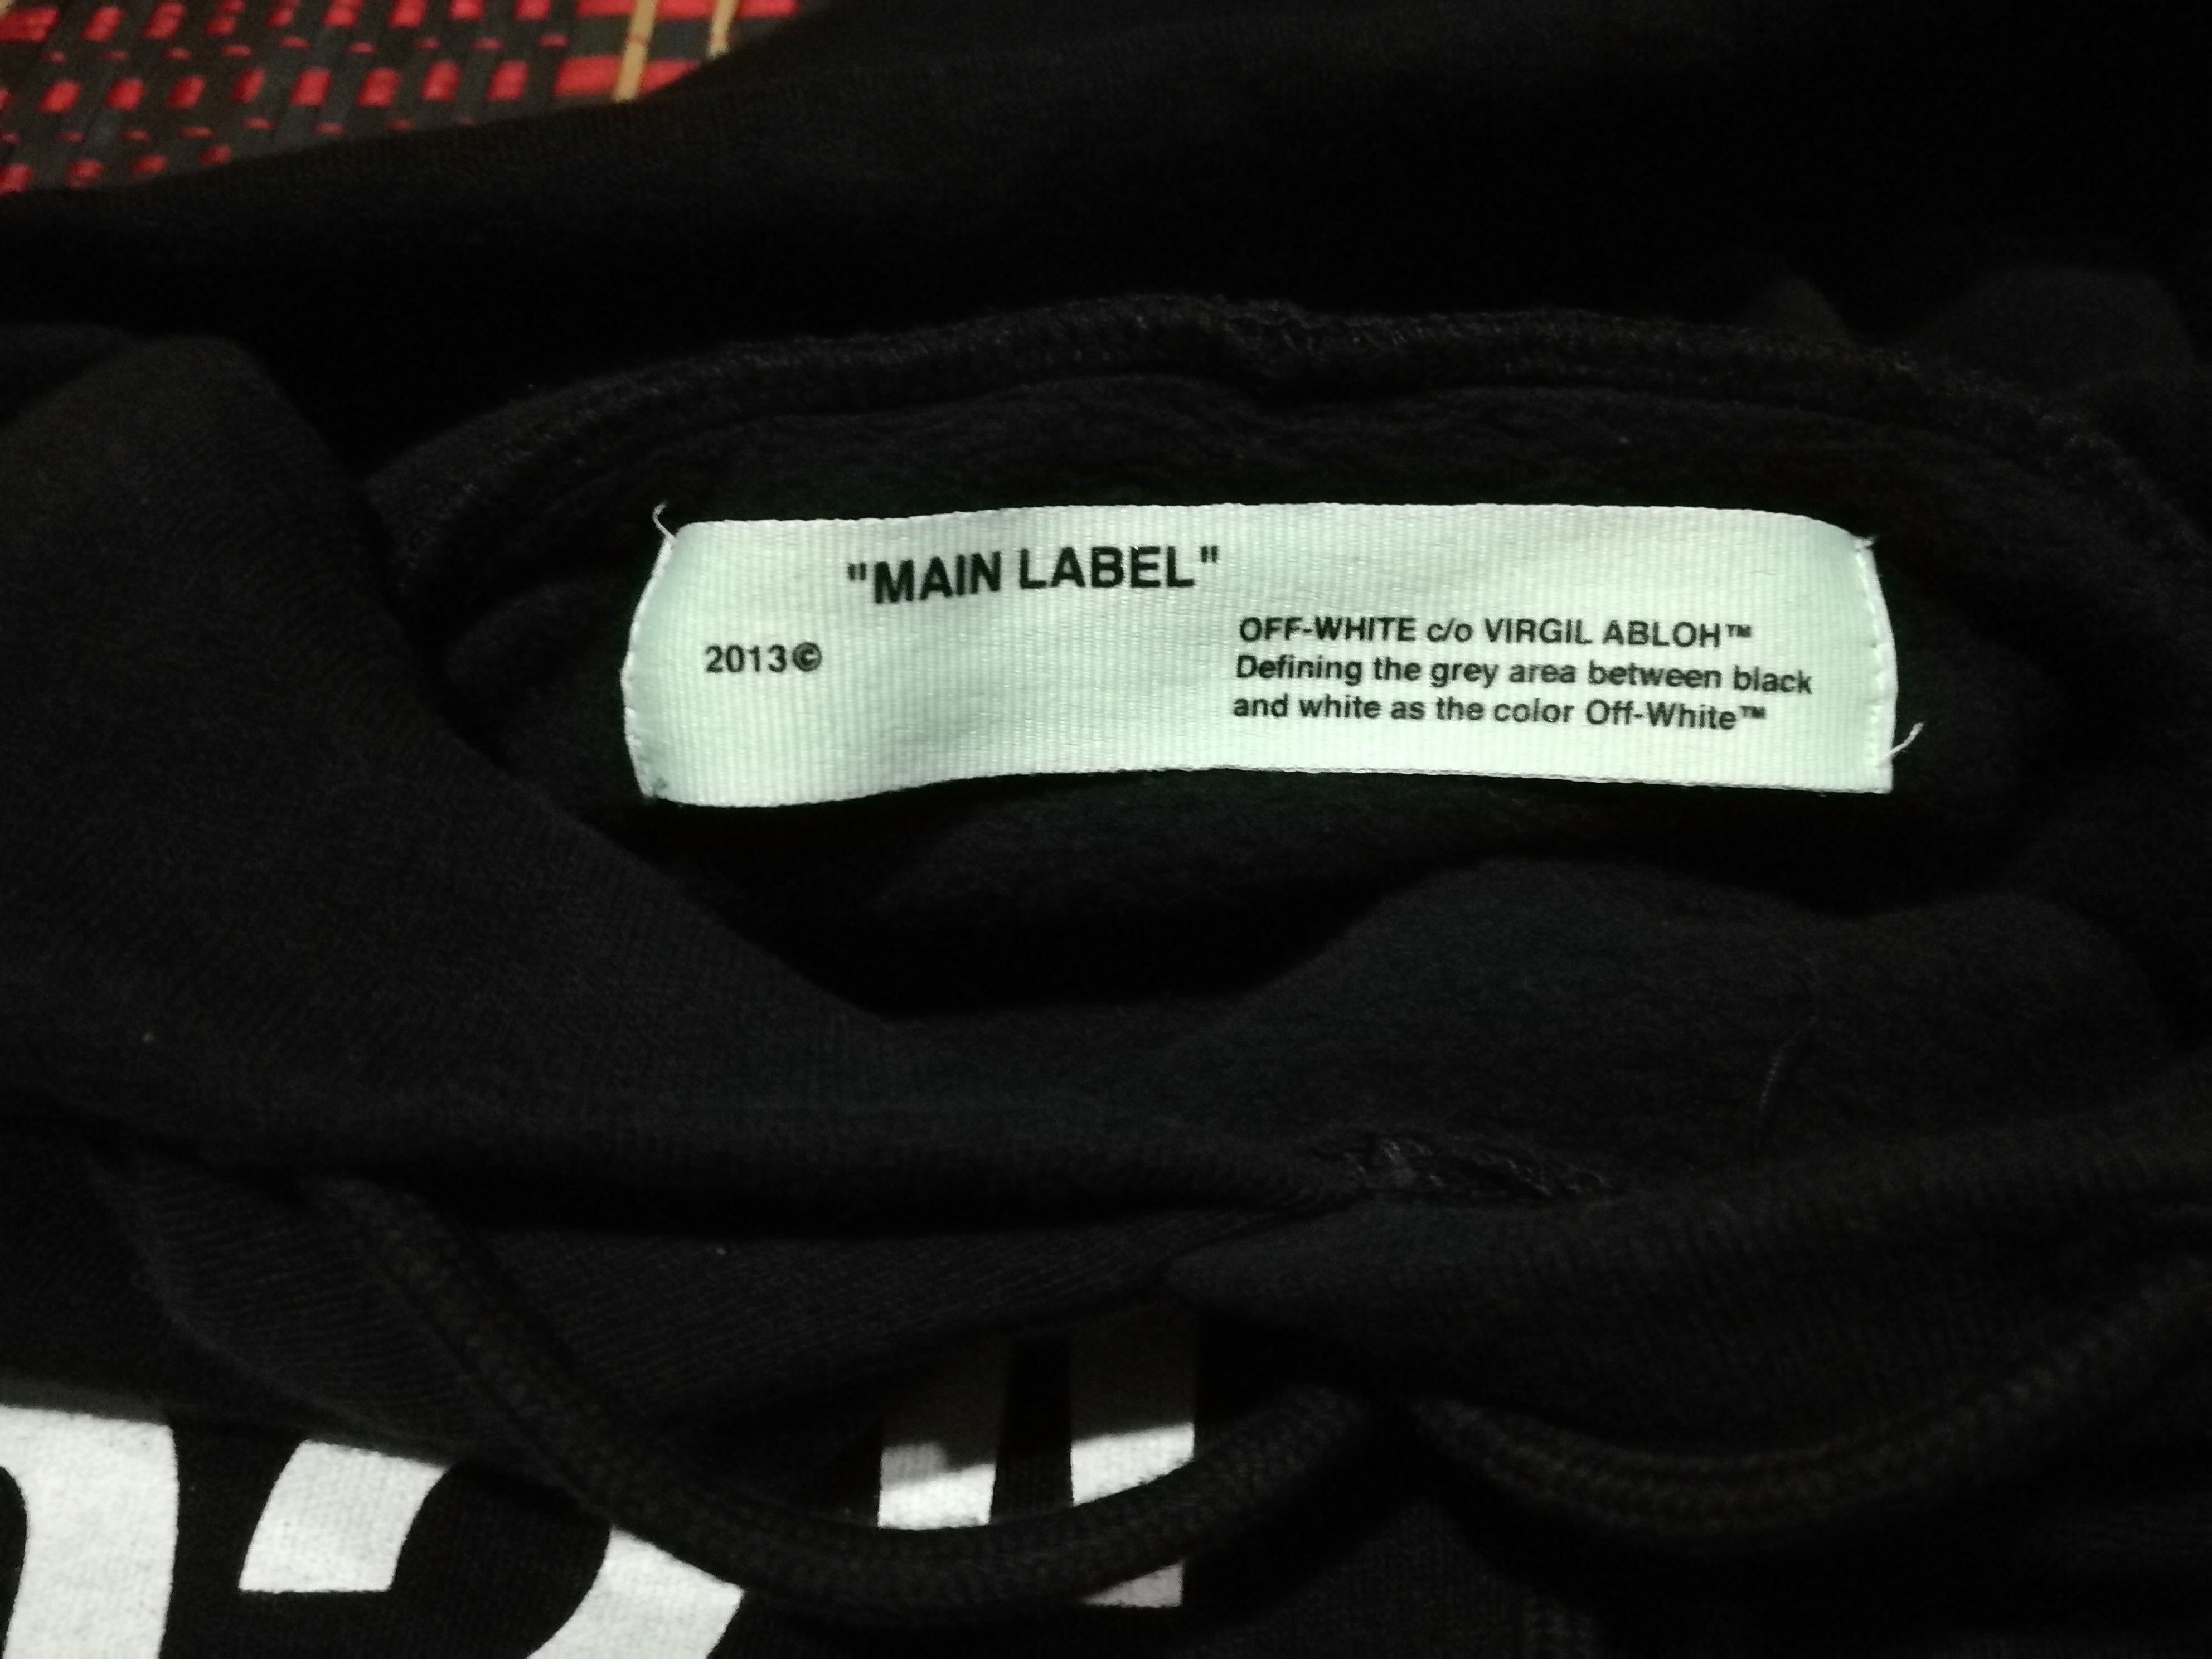 "MAIN LABEL"
2013©
OFF-WHITE c/o VIRGIL ABLOH™
Defining the grey area between black
and white as the color Off-White™